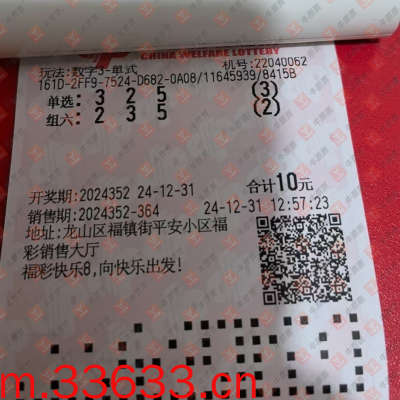 CHINA WELFARE LOTTERY
玩法:数字3-单式 机号:22040062
161D-2FF9-7524-D682-0A08/11645939/8415B
单选: 3 2 5 (3)
组六: 2 3 5 (2)
开奖期:2024352 24-12-31 合计10元
销售期:2024352-364 24-12-31 12:57:23
地址:龙山区福镇街平安小区福
彩销售大厅
福彩快乐8,向快乐出发!
m.33633.cn